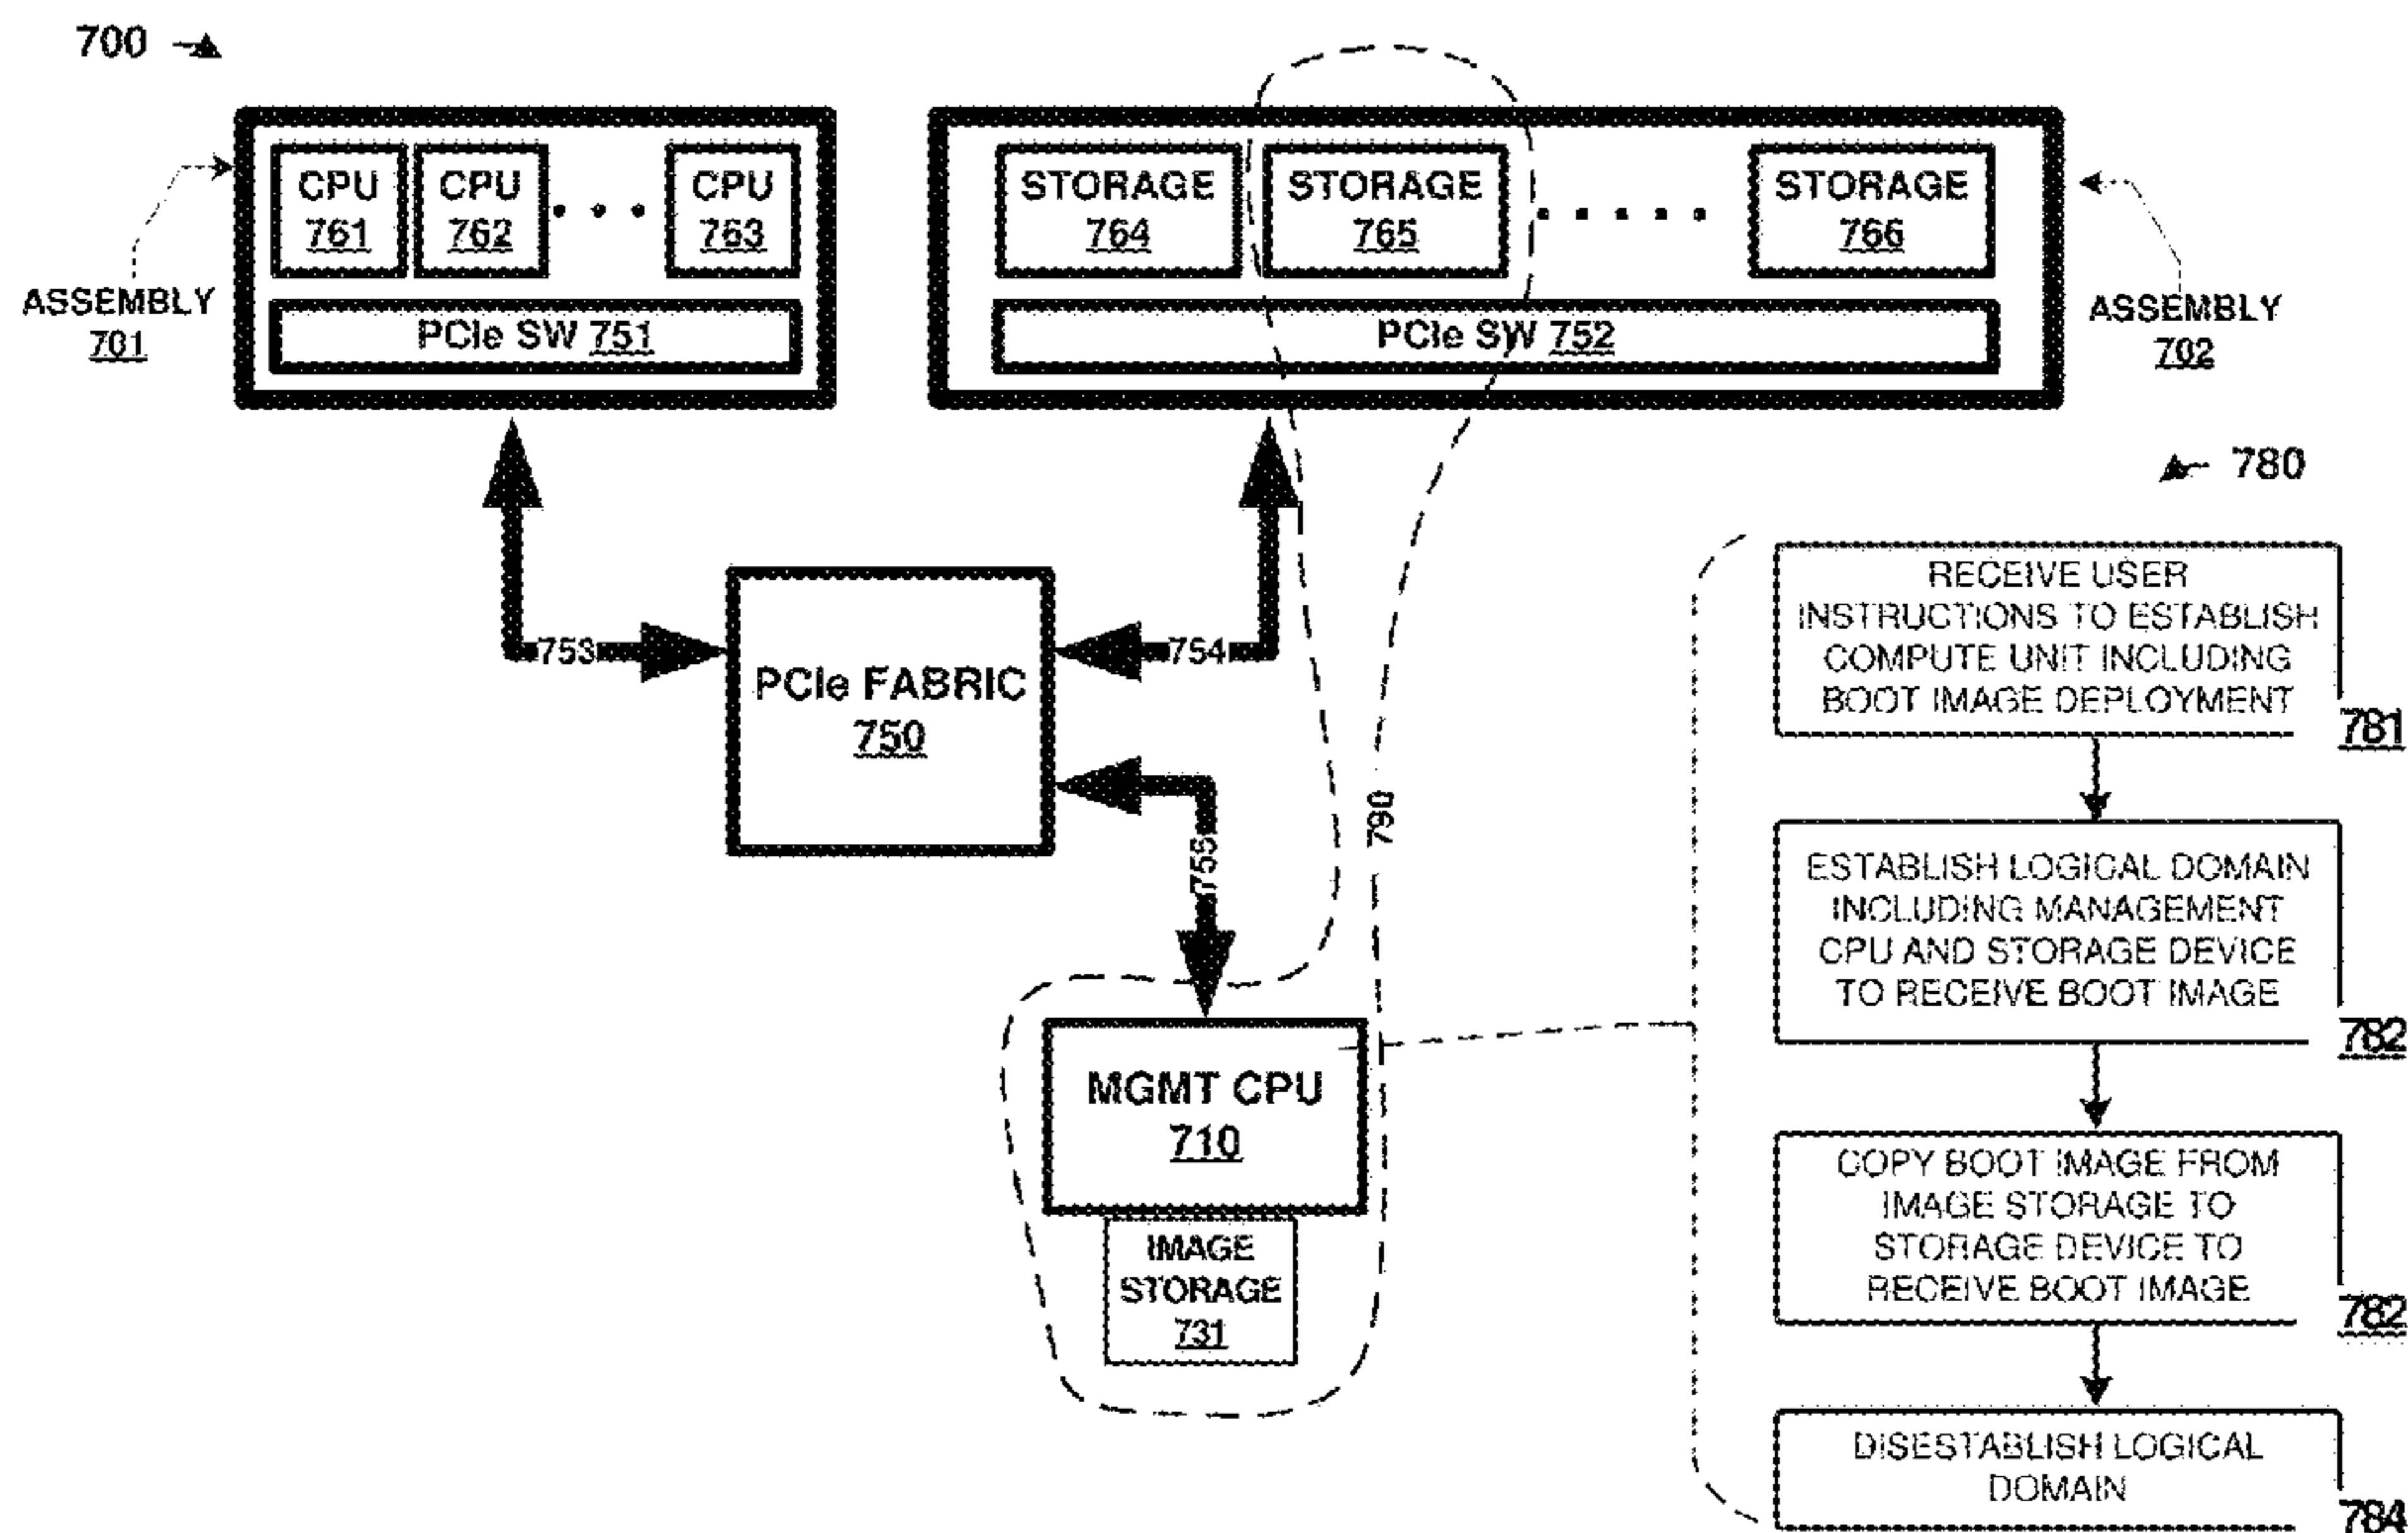 700
CPU
761
CPU
762
CPU
763
PCIe SW 751
ASSEMBLY
701
STORAGE
764
STORAGE
765
STORAGE
766
PCIe SW 752
ASSEMBLY
702
753
754
PCIe FABRIC
750
755
790
MGMT CPU
710
IMAGE
STORAGE
731
780
RECEIVE USER
INSTRUCTIONS TO ESTABLISH
COMPUTE UNIT INCLUDING
BOOT IMAGE DEPLOYMENT
781
ESTABLISH LOGICAL DOMAIN
INCLUDING MANAGEMENT
CPU AND STORAGE DEVICE
TO RECEIVE BOOT IMAGE
782
COPY BOOT IMAGE FROM
IMAGE STORAGE TO
STORAGE DEVICE TO
RECEIVE BOOT IMAGE
782
DISESTABLISH LOGICAL
DOMAIN
784